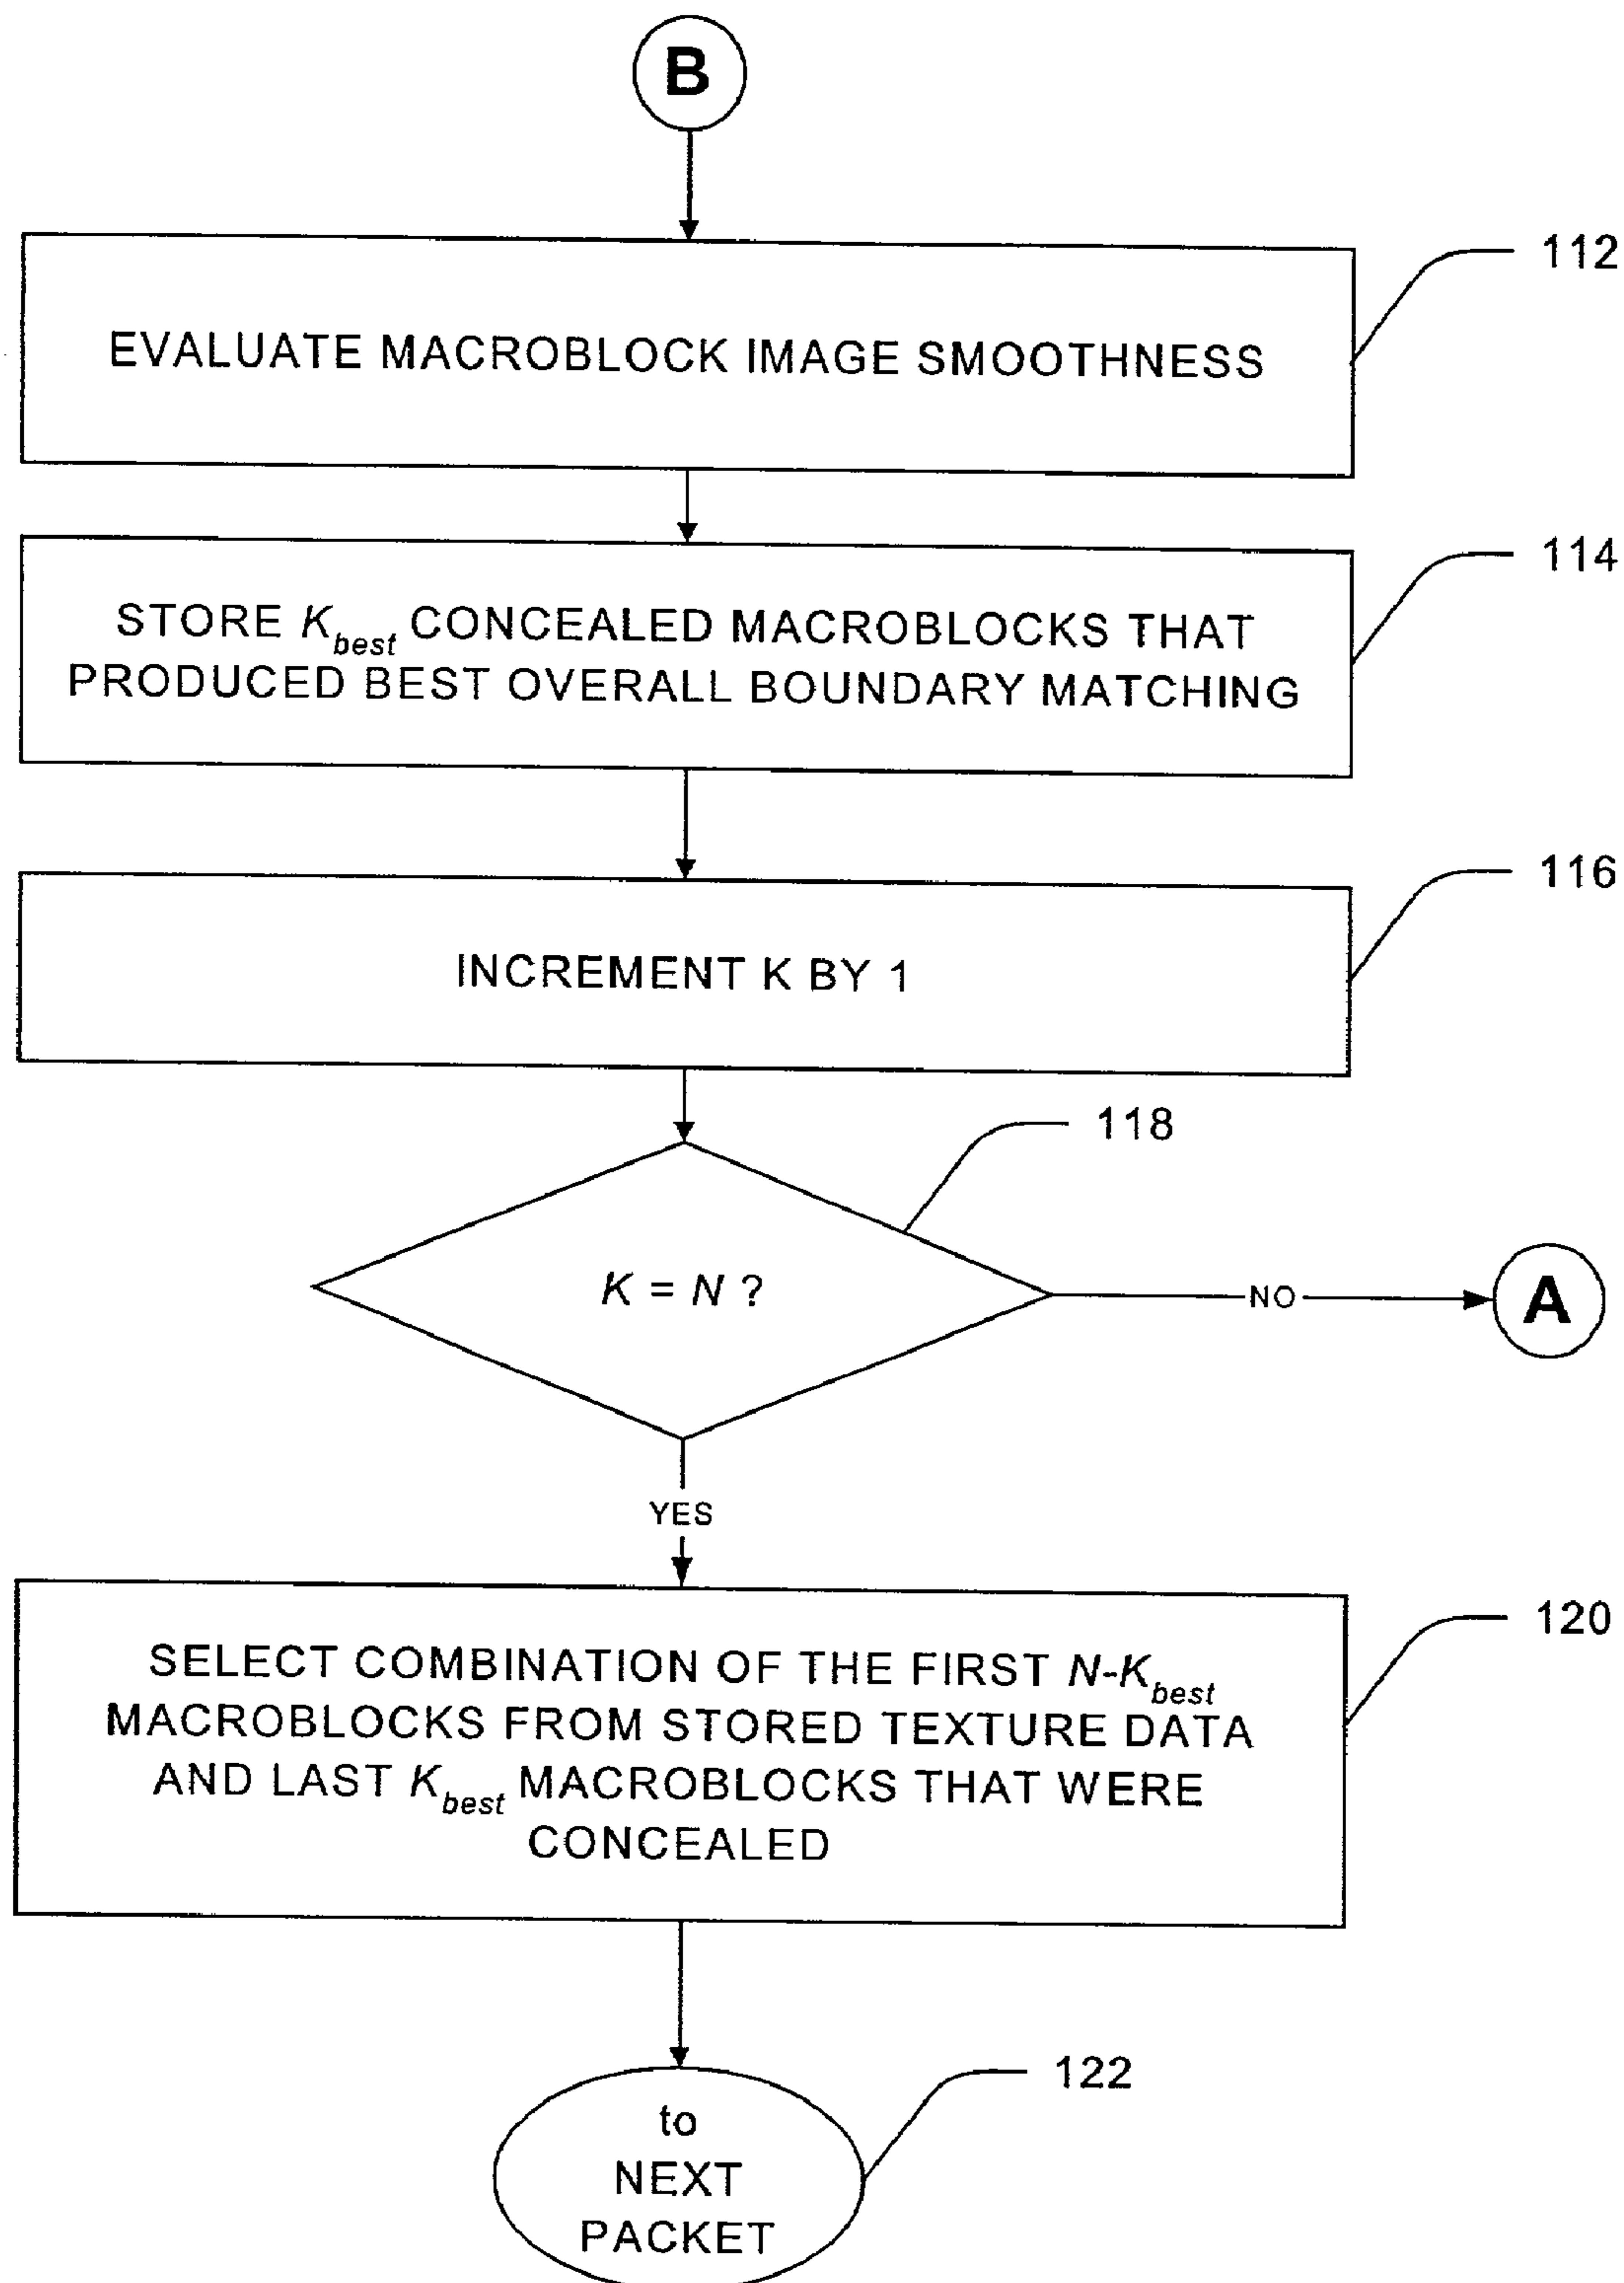 B
EVALUATE MACROBLOCK IMAGE SMOOTHNESS
112
STORE Kbest CONCEALED MACROBLOCKS THAT
PRODUCED BEST OVERALL BOUNDARY MATCHING
114
INCREMENT K BY 1
116
118
K = N ?
NO
A
YES
SELECT COMBINATION OF THE FIRST N-Kbest
MACROBLOCKS FROM STORED TEXTURE DATA
AND LAST Kbest MACROBLOCKS THAT WERE
CONCEALED
120
to
NEXT
PACKET
122